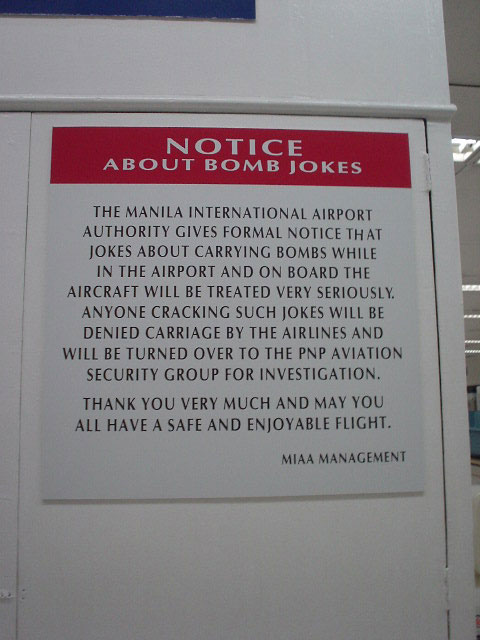 NOTICE
ABOUT BOMB JOKES
THE MANILA INTERNATIONAL AIRPORT
AUTHORITY GIVES FORMAL NOTICE THAT
JOKES ABOUT CARRYING BOMBS WHILE
IN THE AIRPORT AND ON BOARD THE
AIRCRAFT WILL BE TREATED VERY SERIOUSLY.
ANYONE CRACKING SUCH JOKES WILL BE
DENIED CARRIAGE BY THE AIRLINES AND
WILL BE TURNED OVER TO THE PNP AVIATION
SECURITY GROUP FOR INVESTIGATION.
THANK YOU VERY MUCH AND MAY YOU
ALL HAVE A SAFE AND ENJOYABLE FLIGHT.
MIAA MANAGEMENT